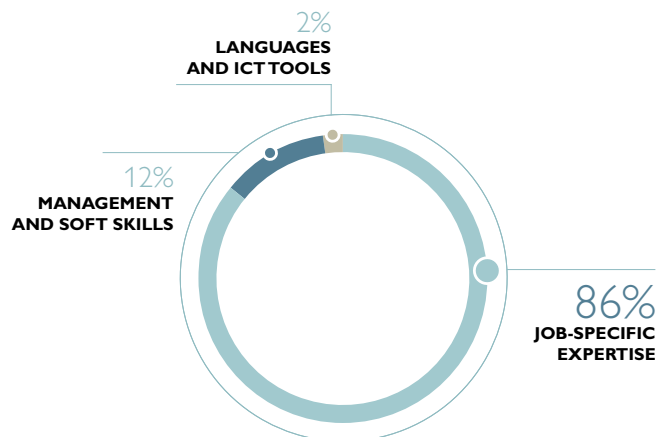 2%
LANGUAGES
AND ICT TOOLS
12%
MANAGEMENT
AND SOFT SKILLS
86%
JOB-SPECIFIC
EXPERTISE